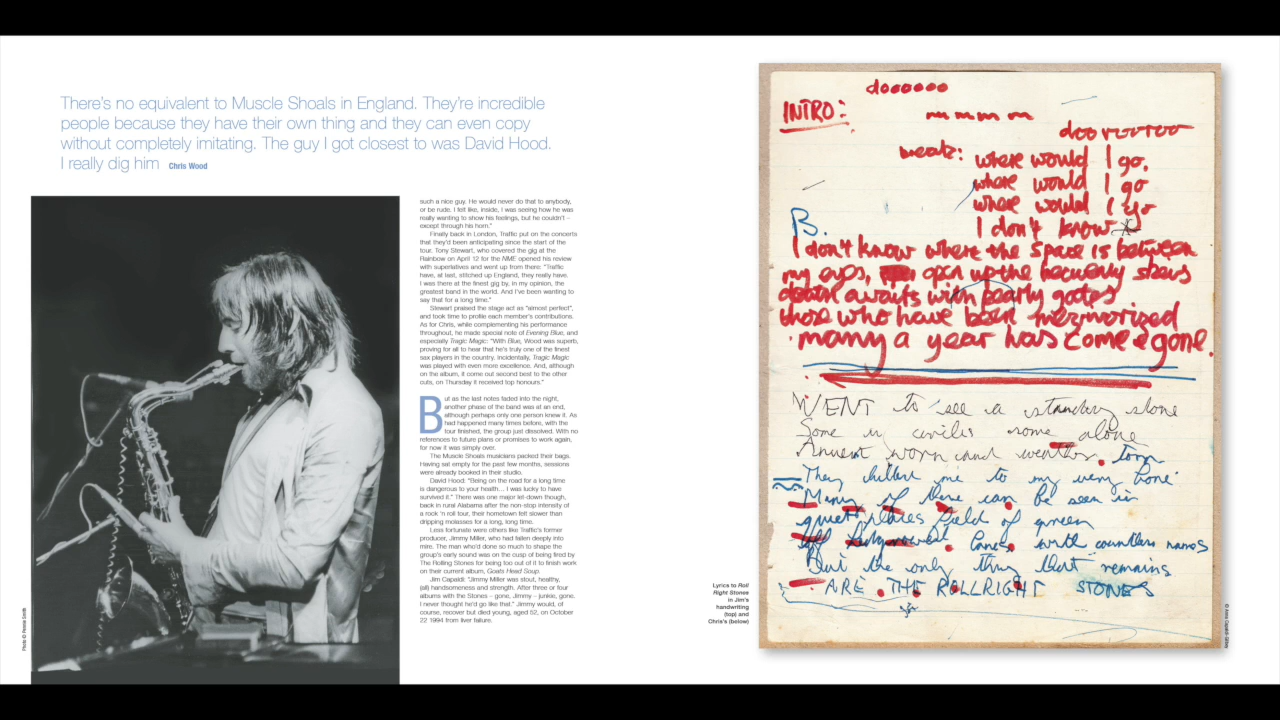 There's no equivalent to Muscle Shoals in England. They're incredible
people because they have their own thing and they can even copy
without completely imitating. The guy I got closest to was David Hood.
I really dig him Chris Wood
such a nice guy. He would never do that to anybody,
or be rude. I felt like, inside, I was seeing how he was
really wanting to show his feelings, but he couldn't –
except through his horn."
Finally back in London, Traffic put on the concerts
that they'd been anticipating since the start of the
tour. Tony Stewart, who covered the gig at the
Rainbow on April 12 for the NME opened his review
with superlatives and went up from there: "Traffic
have, at last, stitched up England, they really have.
I was there at the finest gig by, in my opinion, the
greatest band in the world. And I've been wanting to
say that for a long time."
Stewart praised the stage act as "almost perfect",
and took time to profile each member's contributions.
As for Chris, while complementing his performance
throughout, he made special note of Evening Blue, and
especially Tragic Magic: "With Blue, Wood was superb,
proving for all to hear that he's truly one of the finest
sax players in the country. Incidentally, Tragic Magic
was played with even more excellence. And, although
on the album, it come out second best to the other
cuts, on Thursday it received top honours."
But as the last notes faded into the night,
another phase of the band was at an end,
although perhaps only one person knew it. As
had happened many times before, with the
tour finished, the group just dissolved. With no
references to future plans or promises to work again,
for now it was simply over.
The Muscle Shoals musicians packed their bags.
Having sat empty for the past few months, sessions
were already booked in their studio.
David Hood: "Being on the road for a long time
is dangerous to your health… I was lucky to have
survived it." There was one major let-down though,
back in rural Alabama after the non-stop intensity of
a rock 'n roll tour, their hometown felt slower than
dripping molasses for a long, long time.
Less fortunate were others like Traffic's former
producer, Jimmy Miller, who had fallen deeply into
mire. The man who'd done so much to shape the
group's early sound was on the cusp of being fired by
The Rolling Stones for being too out of it to finish work
on their current album, Goats Head Soup.
Jim Capaldi: "Jimmy Miller was stout, healthy,
(all) handsomeness and strength. After three or four
albums with the Stones – gone, Jimmy – junkie, gone.
I never thought he'd go like that." Jimmy would, of
course, recover but died young, aged 52, on October
22 1994 from liver failure.
Lyrics to Roll
Right Stones
in Jim's
handwriting
(top) and
Chris's (below)
dooooooo
INTRO:
m m m m
where would I go.
where would I go
where would I go
B. I don't know
I don't know where the space is between
my eyes, open up the heavenly skies
death awaits with pearly gates
those who have been mezmorized
many a year has come & gone.
WENT to see a standing stone
Some in circles some alone
Ancient worn and weather torn
They chilled me to my very bone
Many of these can be seen in
quiet places field of green
of lanes with countless names
But the only thing that remains
ARE THE ROLLRIGHT STONES